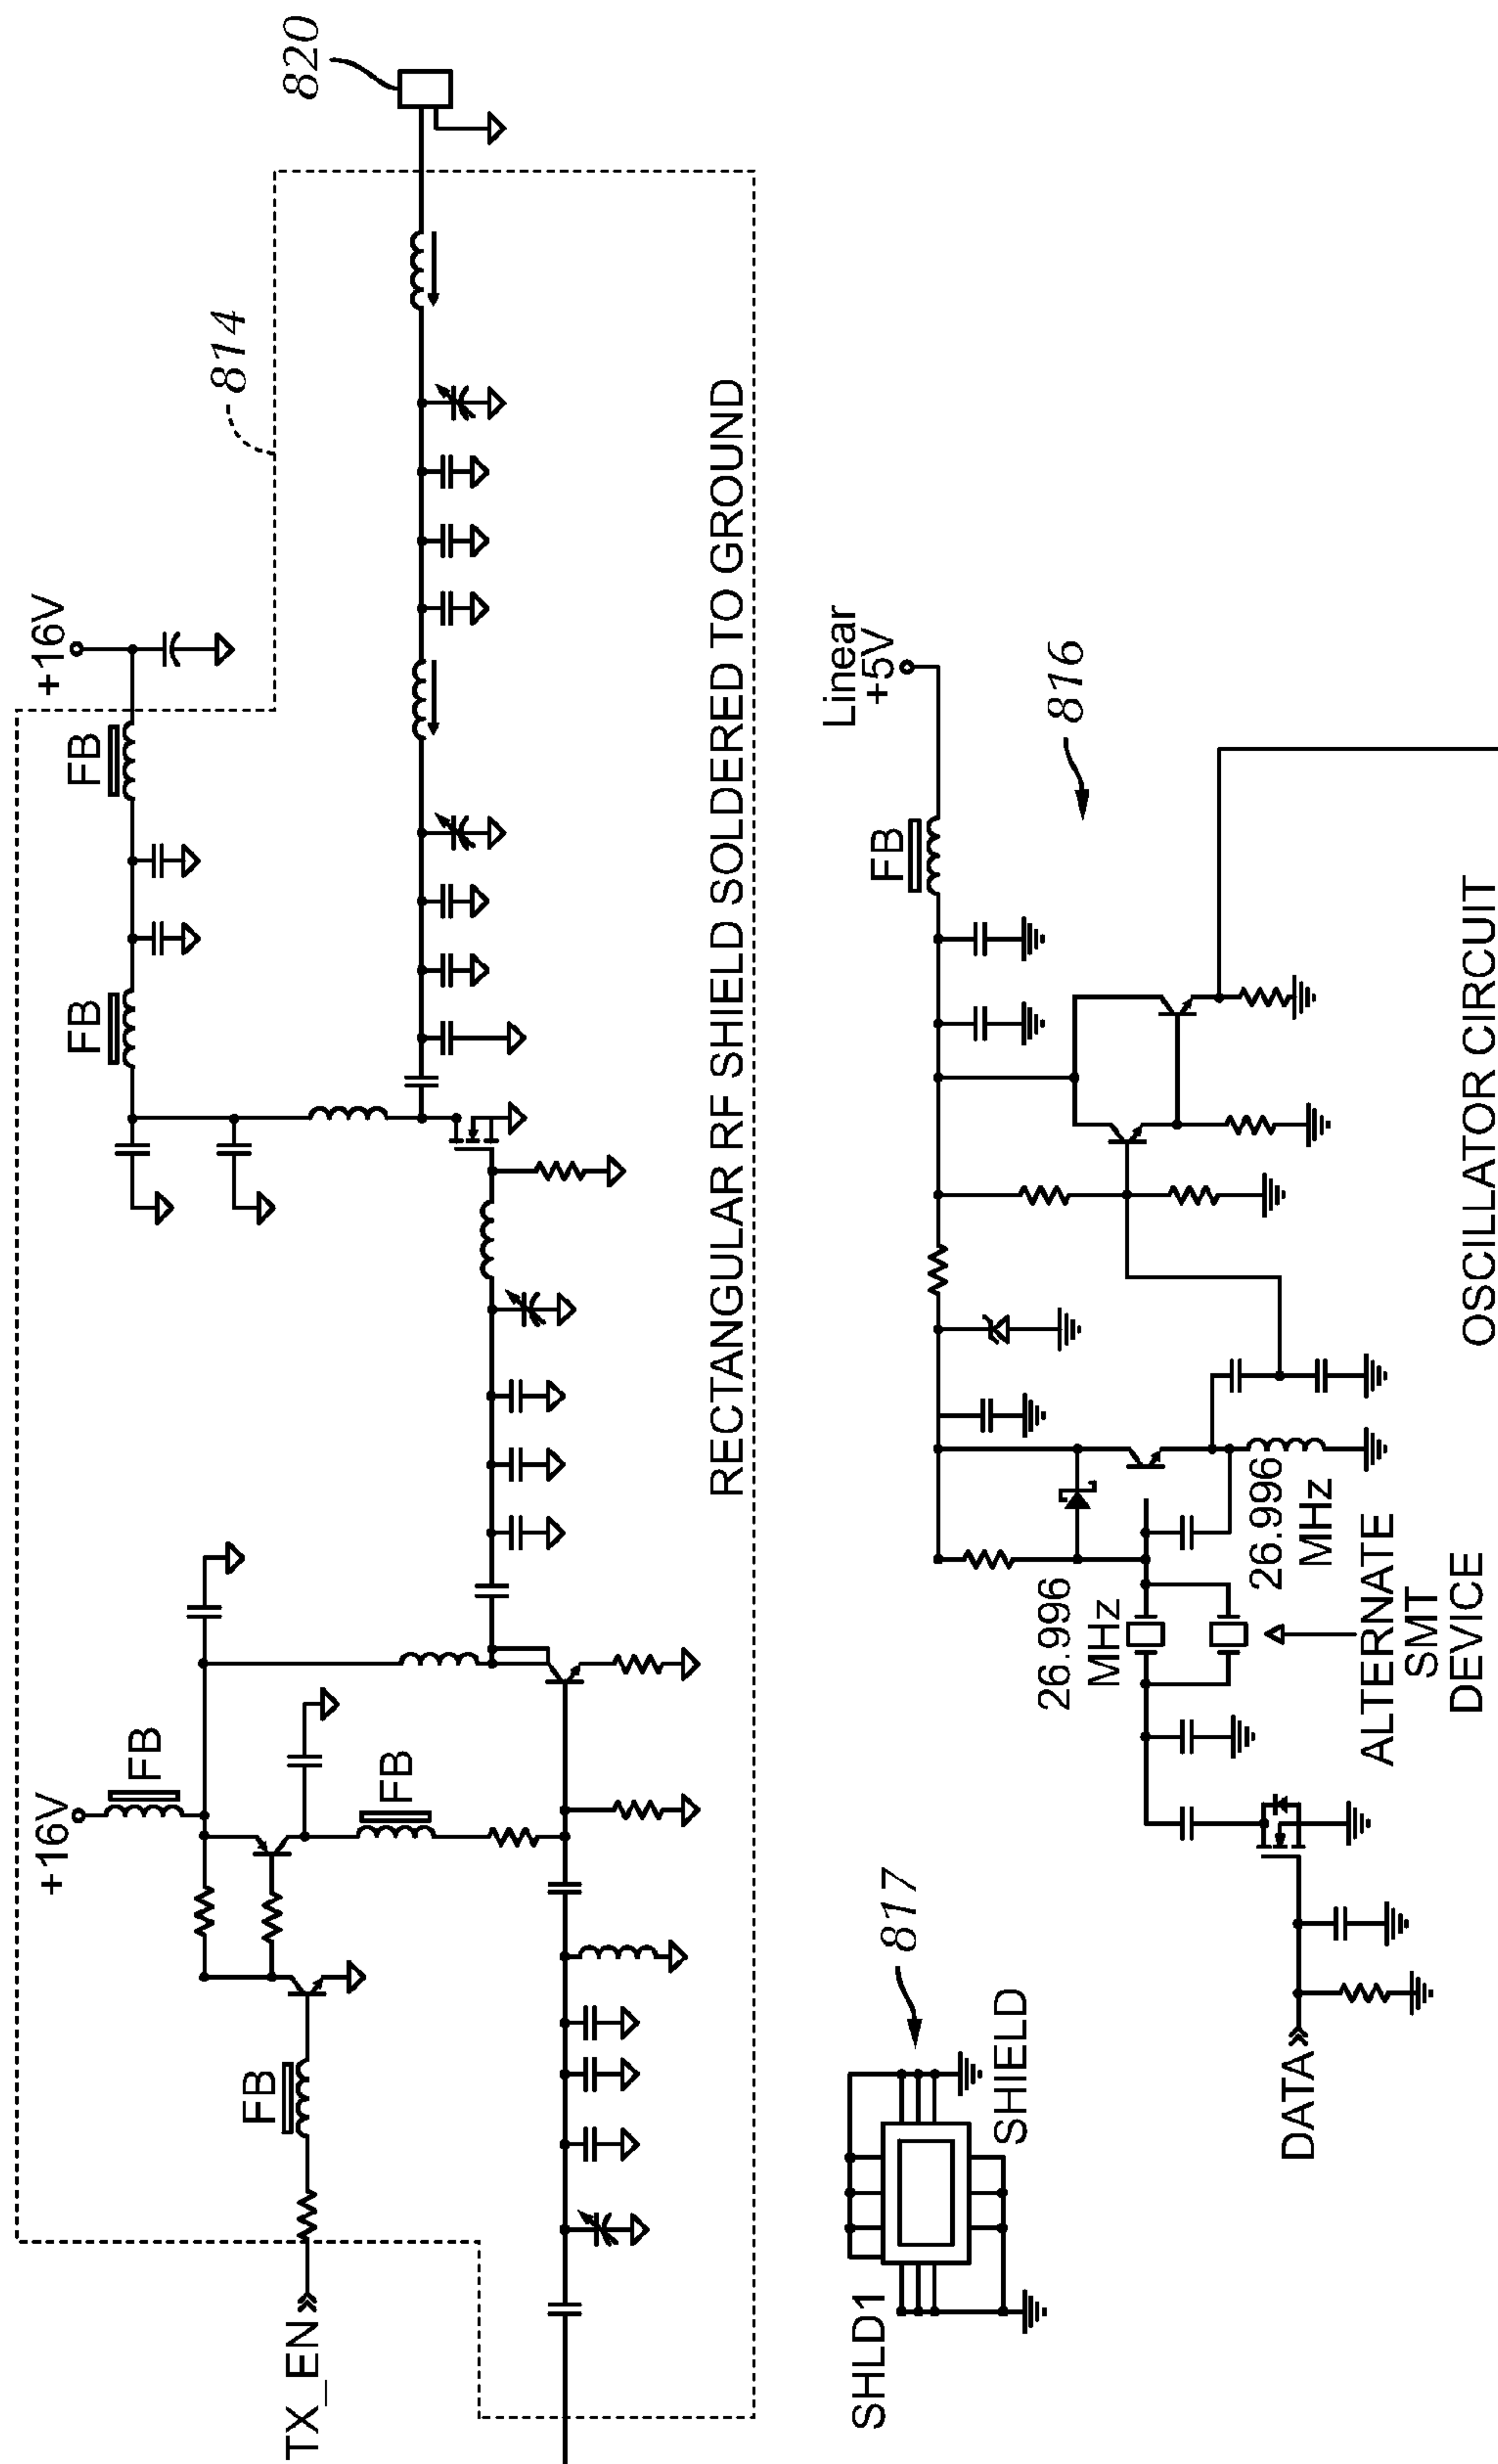 820
814
+16V
FB
FB
+16V
FB
FB
FB
TX_EN
RECTANGULAR RF SHIELD SOLDERED TO GROUND
Linear
+5V
FB
816
OSCILLATOR CIRCUIT
26.996
MHz
26.996
MHz
ALTERNATE
SMT
DEVICE
DATA
817
SHLD1
SHIELD